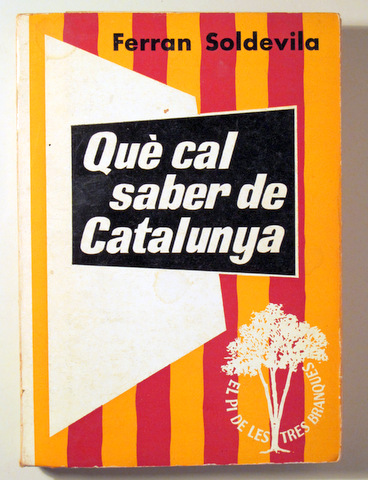 Ferran Soldevila
Què cal
saber de
Catalunya
EL PI DE LES TRES BRANQUES